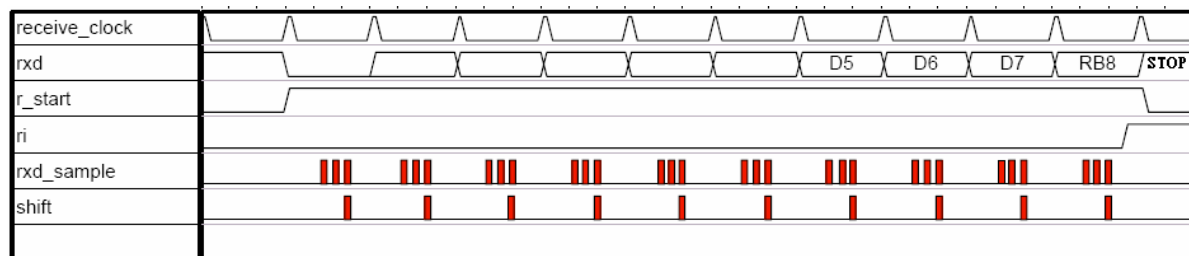 receive_clock
rxd D5 D6 D7 RB8 STOP
r_start
ri
rxd_sample
shift